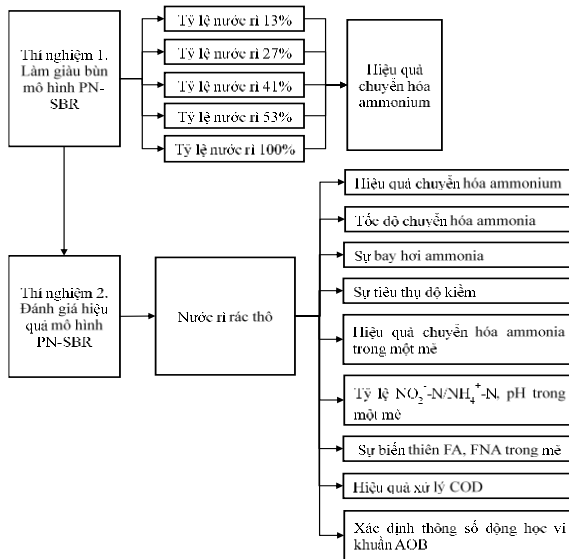 Thí nghiệm 1.
Làm giàu bùn
mô hình PN-
SBR
Tỷ lệ nước rỉ 13%
Tỷ lệ nước rỉ 27%
Tỷ lệ nước rỉ 41%
Tỷ lệ nước rỉ 53%
Tỷ lệ nước rỉ 100%
Hiệu quả
chuyển hóa
ammonium
Thí nghiệm 2.
Đánh giá hiệu
quả mô hình
PN-SBR
Nước rỉ rác thô
Hiệu quả chuyển hóa ammonium
Tốc độ chuyển hóa ammonia
Sự bay hơi ammonia
Sự tiêu thụ độ kiềm
Hiệu quả chuyển hóa ammonia
trong một mẻ
Tỷ lệ NO₂⁻-N/NH₄⁺-N, pH trong
một mẻ
Sự biến thiên FA, FNA trong mẻ
Hiệu quả xử lý COD
Xác định thông số động học vi
khuẩn AOB